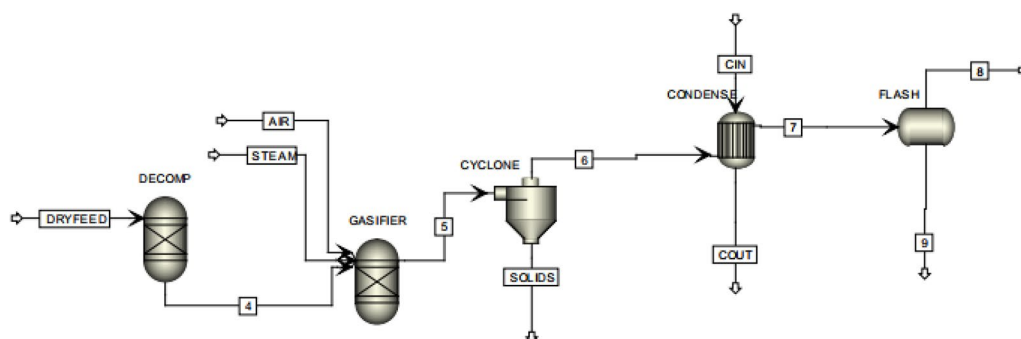 CIN
8
CONDENSE
FLASH
7
AIR
STEAM
CYCLONE
6
DECOMP
DRYFEED
GASIFIER
5
4
SOLIDS
COUT
9